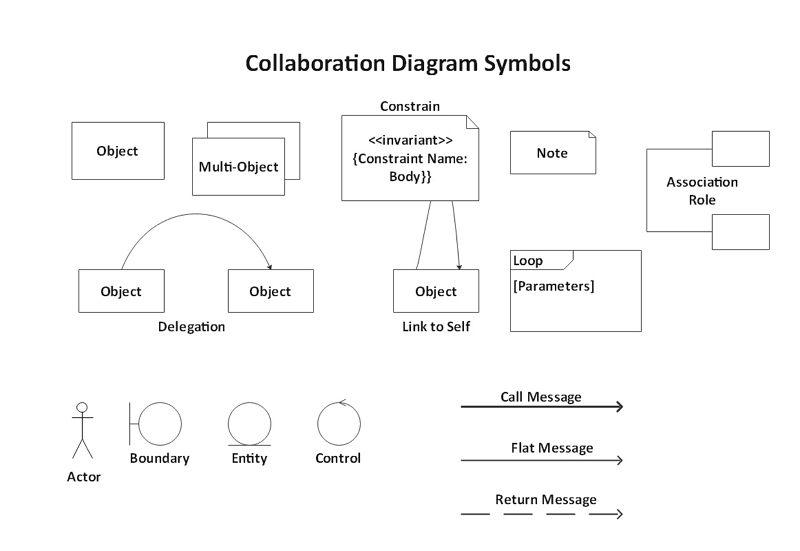 Collaboration Diagram Symbols
Constrain
Object
Multi-Object
<<invariant>>
{Constraint Name:
Body}}
Note
Association
Role
Object
Object
Delegation
Object
Link to Self
Loop
[Parameters]
Actor
Boundary
Entity
Control
Call Message
Flat Message
Return Message